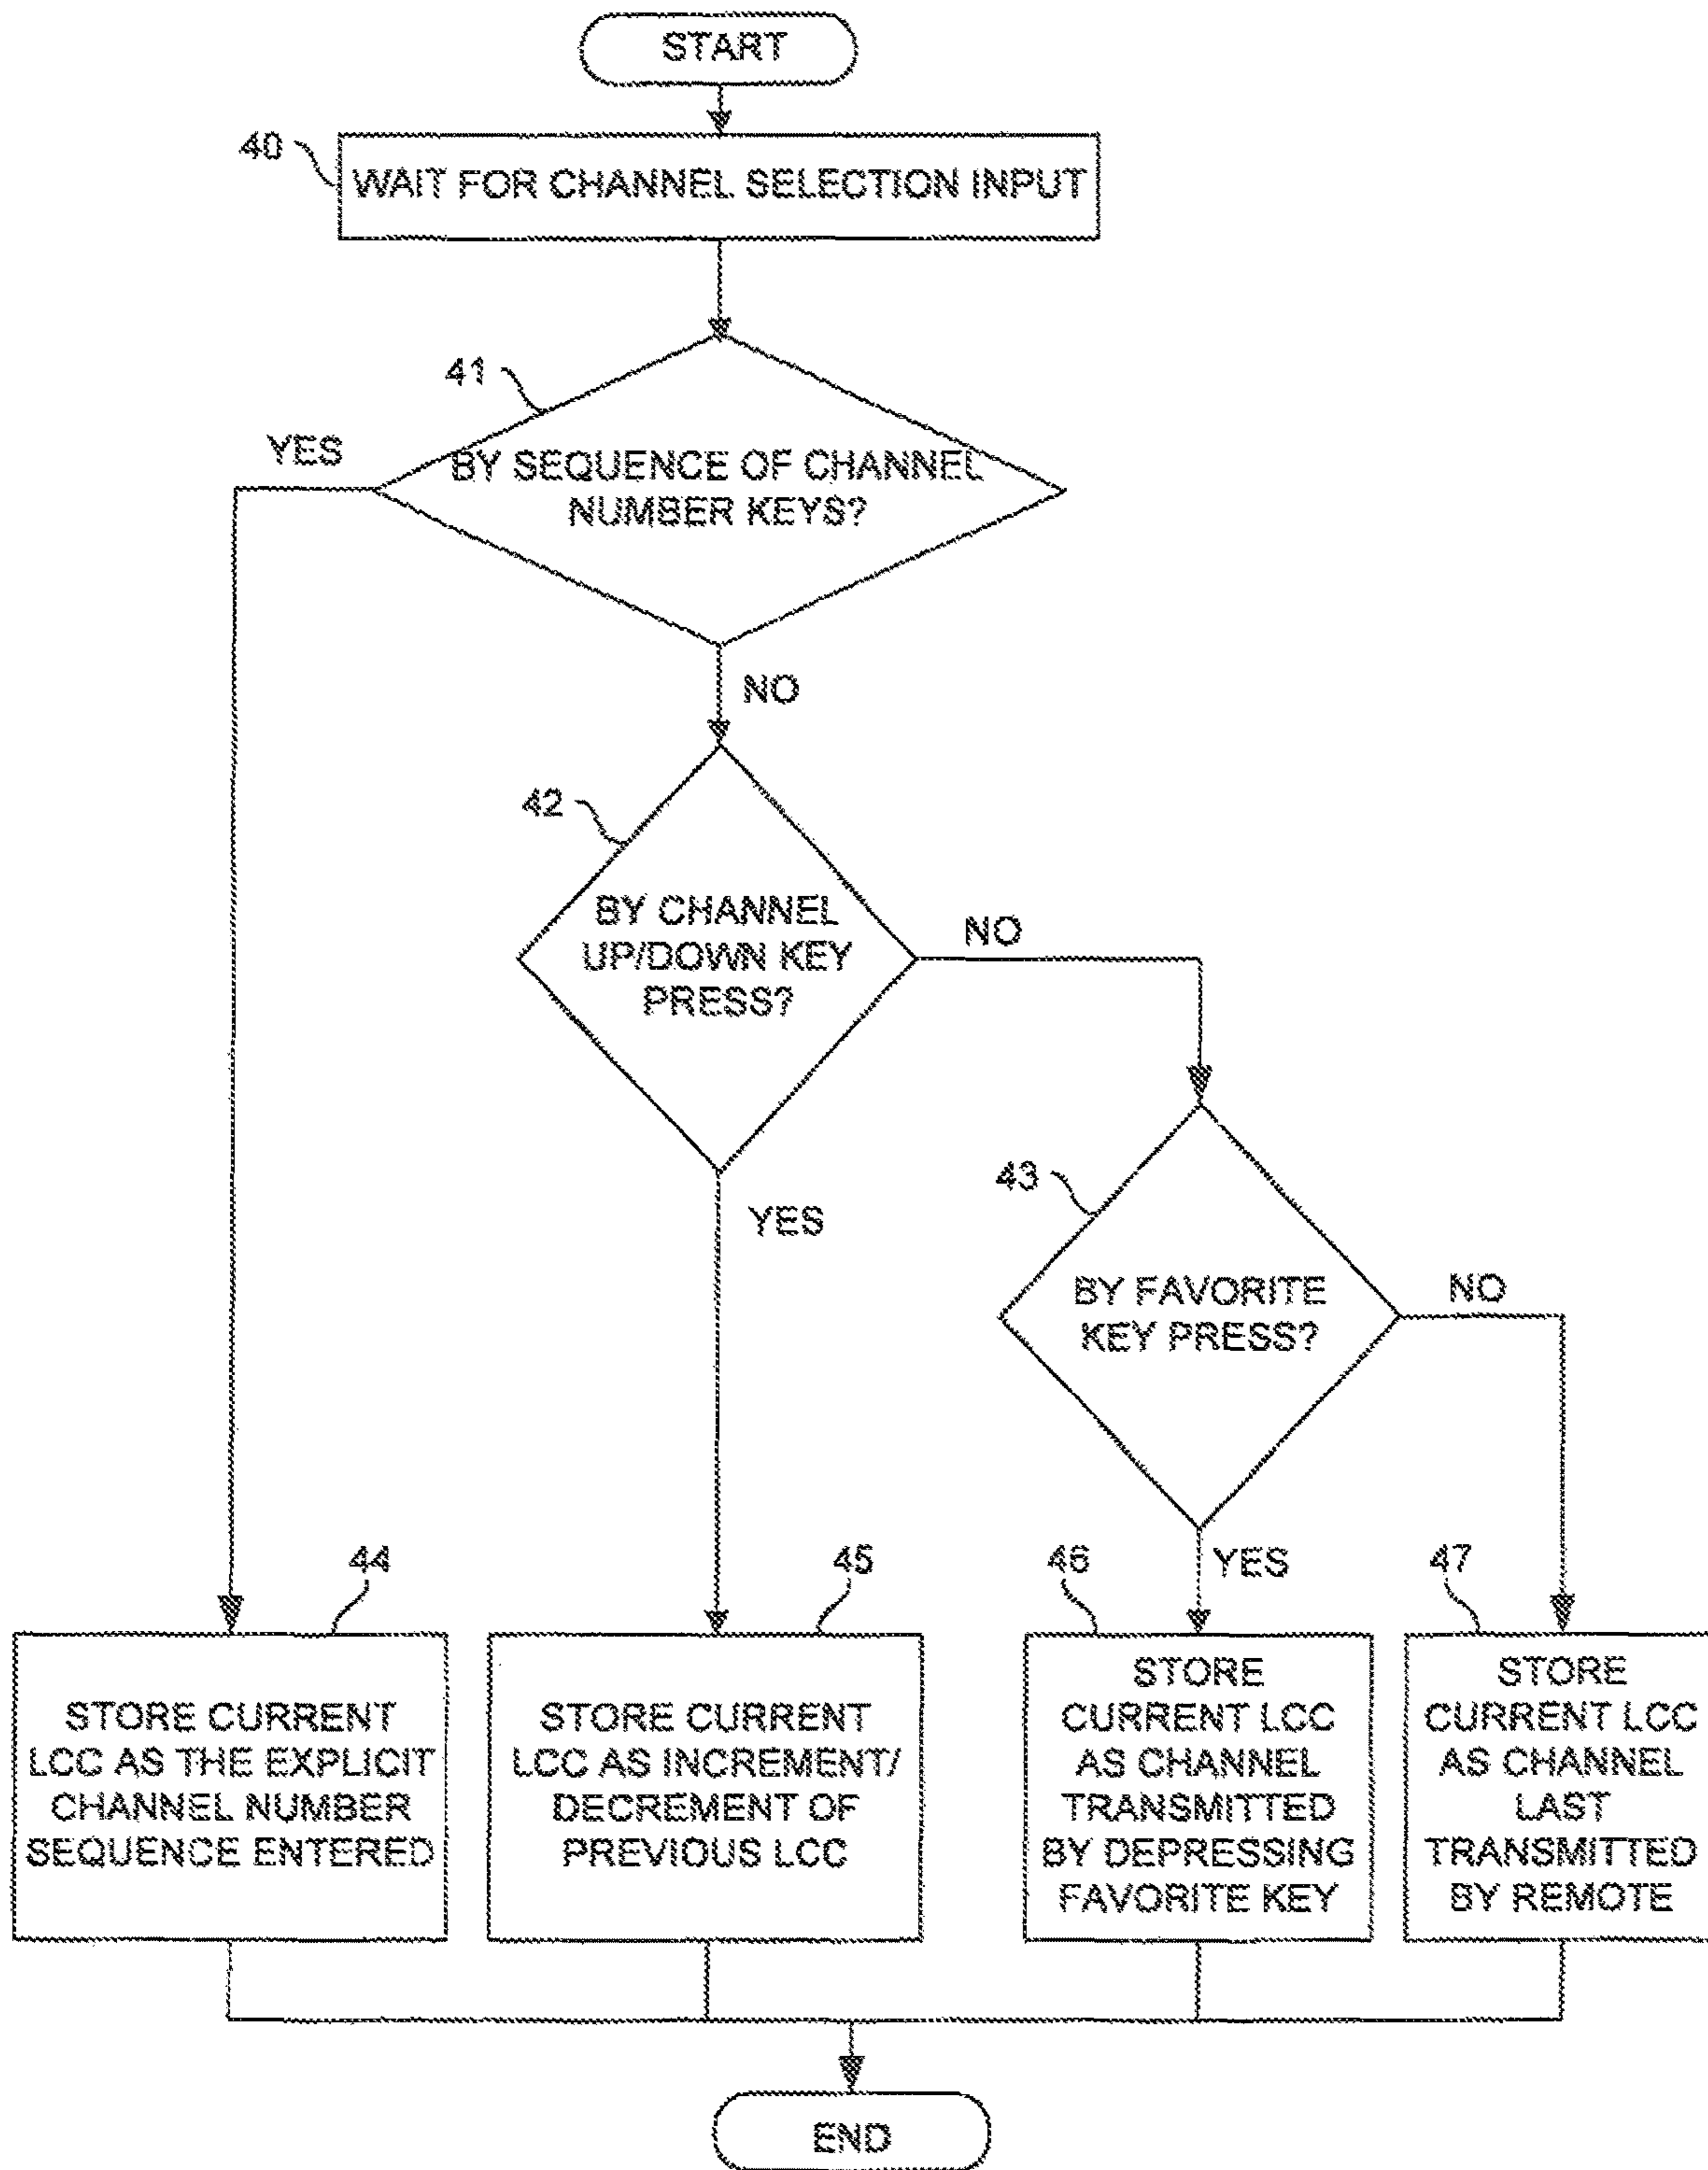 START
40
WAIT FOR CHANNEL SELECTION INPUT
41
YES
BY SEQUENCE OF CHANNEL
NUMBER KEYS?
NO
42
BY CHANNEL
UP/DOWN KEY
PRESS?
NO
YES
43
BY FAVORITE
KEY PRESS?
NO
YES
44
STORE CURRENT
LCC AS THE EXPLICIT
CHANNEL NUMBER
SEQUENCE ENTERED
45
STORE CURRENT
LCC AS INCREMENT/
DECREMENT OF
PREVIOUS LCC
46
STORE
CURRENT LCC
AS CHANNEL
TRANSMITTED
BY DEPRESSING
FAVORITE KEY
47
STORE
CURRENT LCC
AS CHANNEL
LAST
TRANSMITTED
BY REMOTE
END